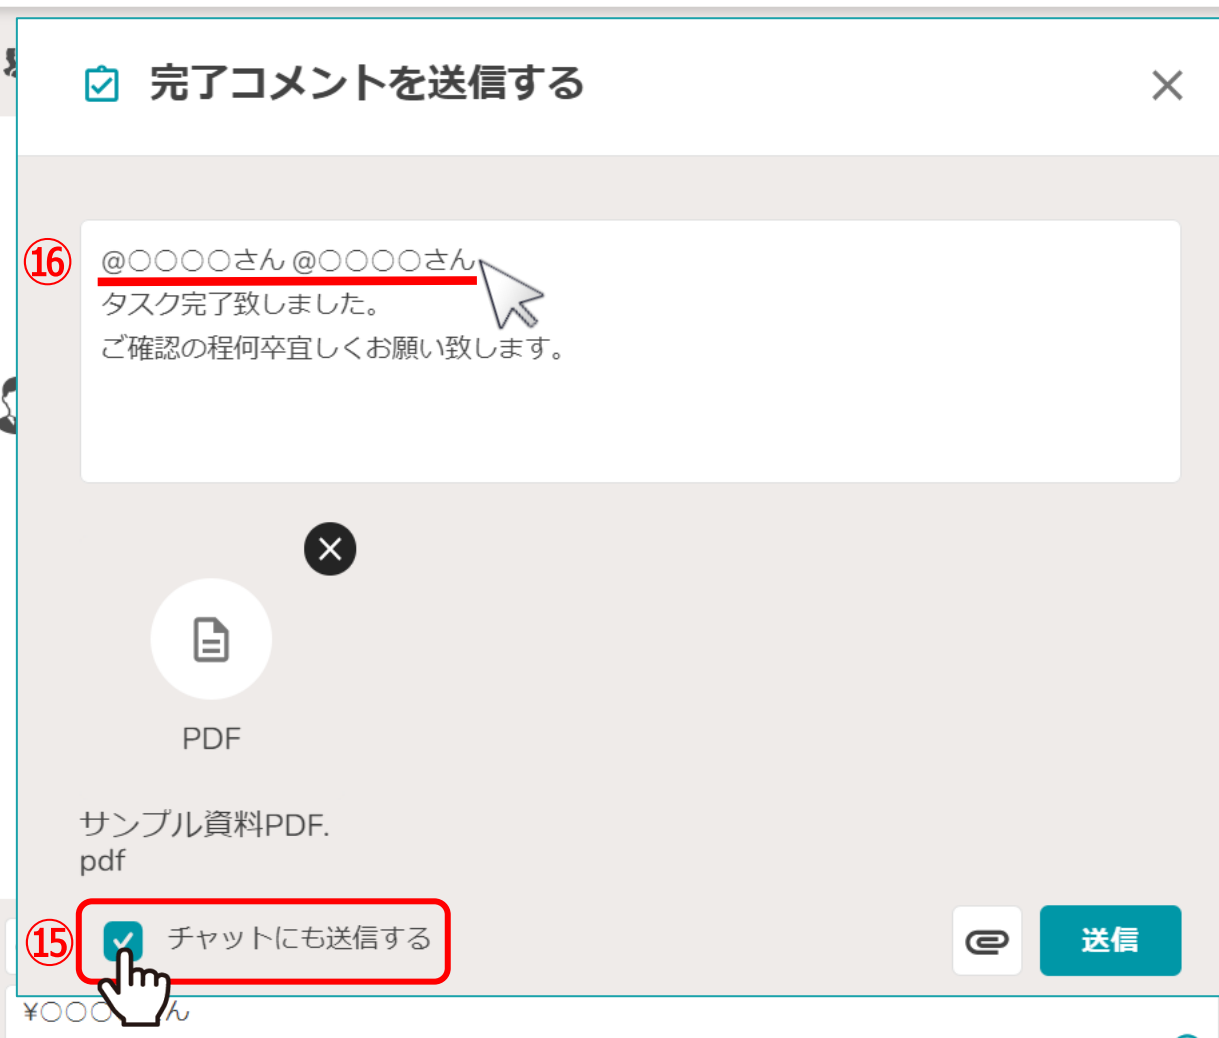 完了コメントを送信する
⑯
@○○○○さん @○○○○さん
タスク完了致しました。
ご確認の程何卒宜しくお願い致します。
PDF
サンプル資料PDF.
pdf
⑮
チャットにも送信する
送信
¥○○○ さん